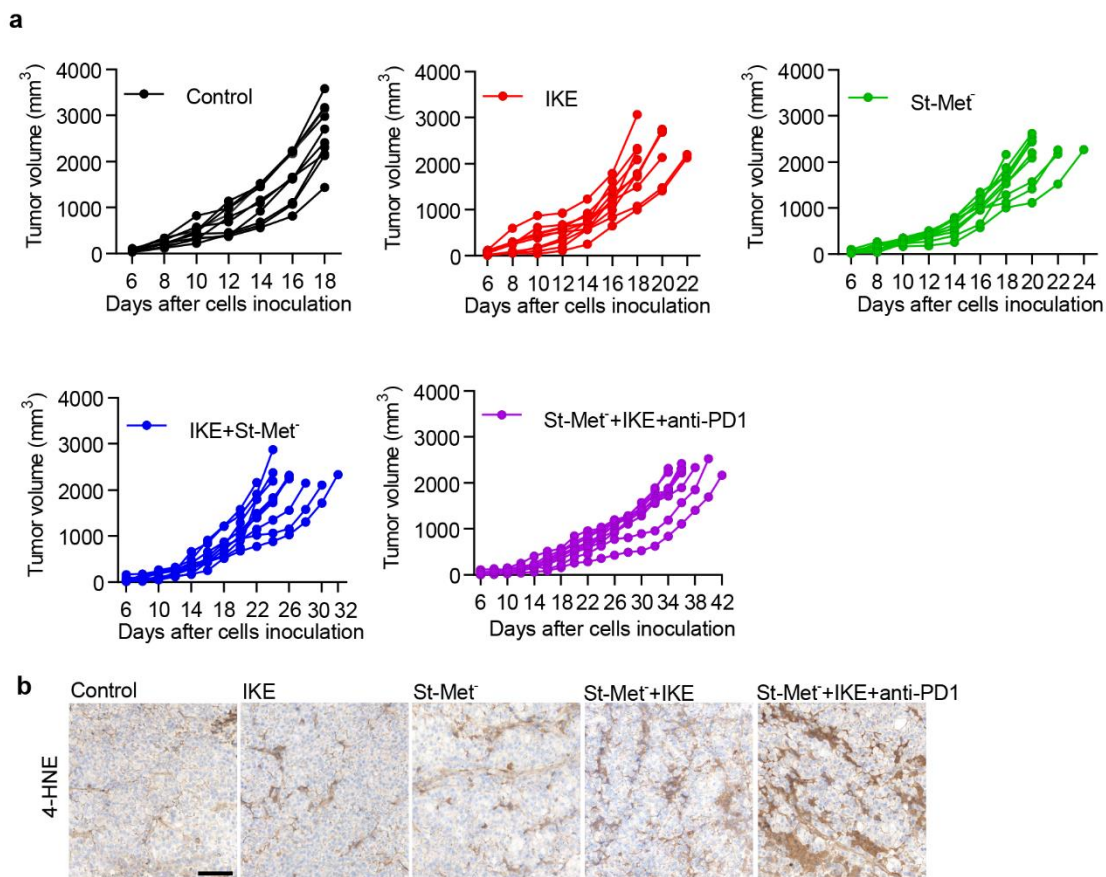 a
Tumor volume (mm³)
4000
3000
2000
1000
0
Control
6 8 10 12 14 16 18
Days after cells inoculation
Tumor volume (mm³)
4000
3000
2000
1000
0
IKE
6 8 10 12 14 16 18 20 22
Days after cells inoculation
Tumor volume (mm³)
4000
3000
2000
1000
0
St-Met⁻
6 8 10 12 14 16 18 20 22 24
Days after cells inoculation
Tumor volume (mm³)
4000
3000
2000
1000
0
IKE+St-Met⁻
6 10 14 18 22 26 30 32
Days after cells inoculation
Tumor volume (mm³)
4000
3000
2000
1000
0
St-Met⁻+IKE+anti-PD1
6 10 14 18 22 26 30 34 38 42
Days after cells inoculation
b
Control IKE St-Met⁻ St-Met⁻+IKE St-Met⁻+IKE+anti-PD1
4-HNE